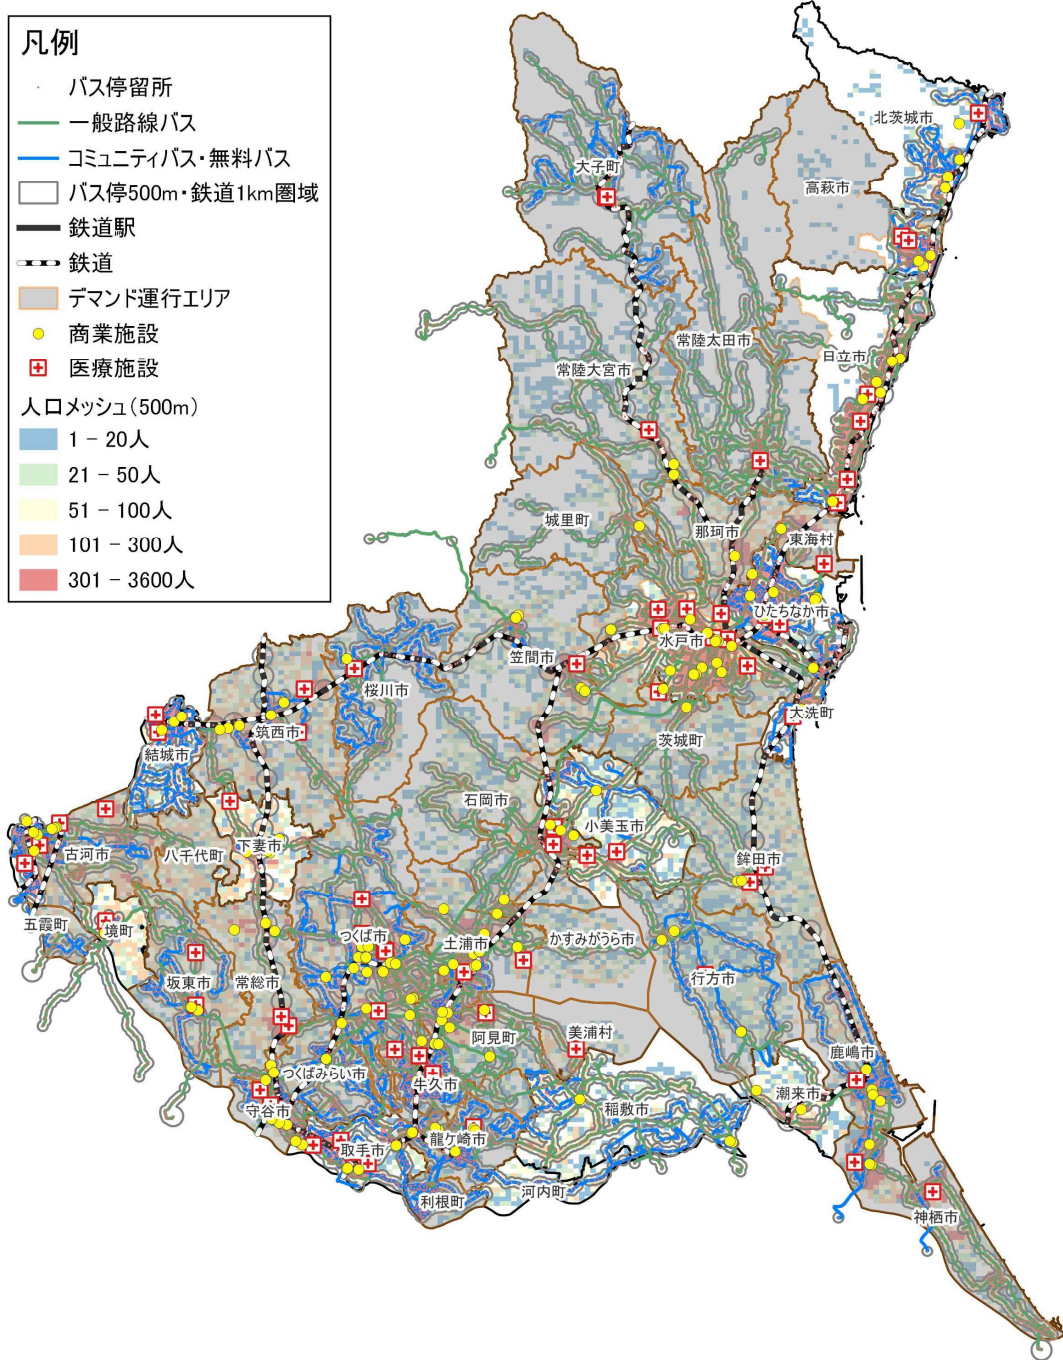 凡例
バス停留所
一般路線バス
コミュニティバス・無料バス
バス停500m・鉄道1km圏域
鉄道駅
鉄道
デマンド運行エリア
商業施設
医療施設
人口メッシュ(500m)
1 - 20人
21 - 50人
51 - 100人
101 - 300人
301 - 3600人
北茨城市
大子町
高萩市
常陸太田市
日立市
常陸大宮市
城里町
那珂市
東海村
ひたちなか市
水戸市
笠間市
桜川市
大洗町
筑西市
茨城町
結城市
石岡市
小美玉市
下妻市
古河市
八千代町
鉾田市
五霞町
境町
つくば市
土浦市
かすみがうら市
坂東市
常総市
行方市
美浦村
阿見町
鹿嶋市
つくばみらい市
牛久市
潮来市
守谷市
稲敷市
龍ケ崎市
取手市
河内町
利根町
神栖市